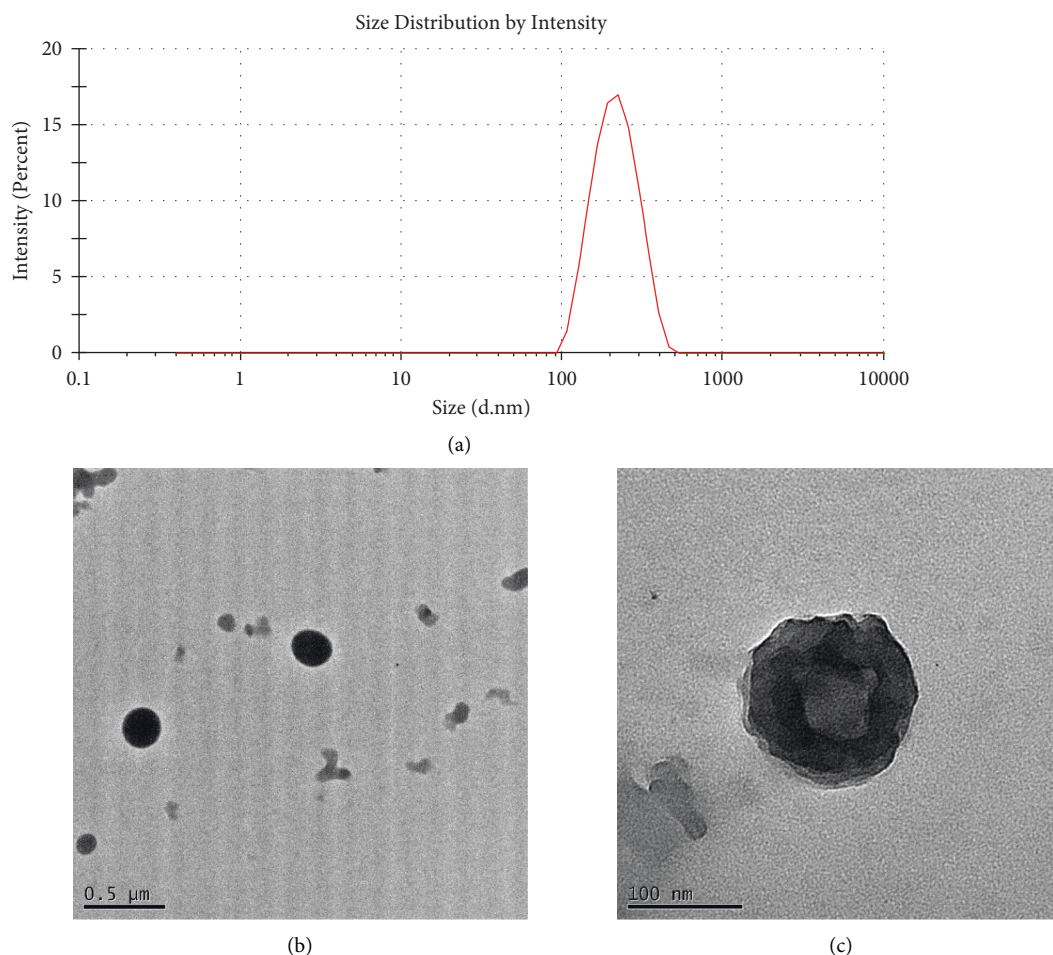 Size Distribution by Intensity
Intensity (Percent)
20
15
10
5
0
0.1 1 10 100 1000 10000
Size (d.nm)
(a)
0.5 µm
100 nm
(b)
(c)